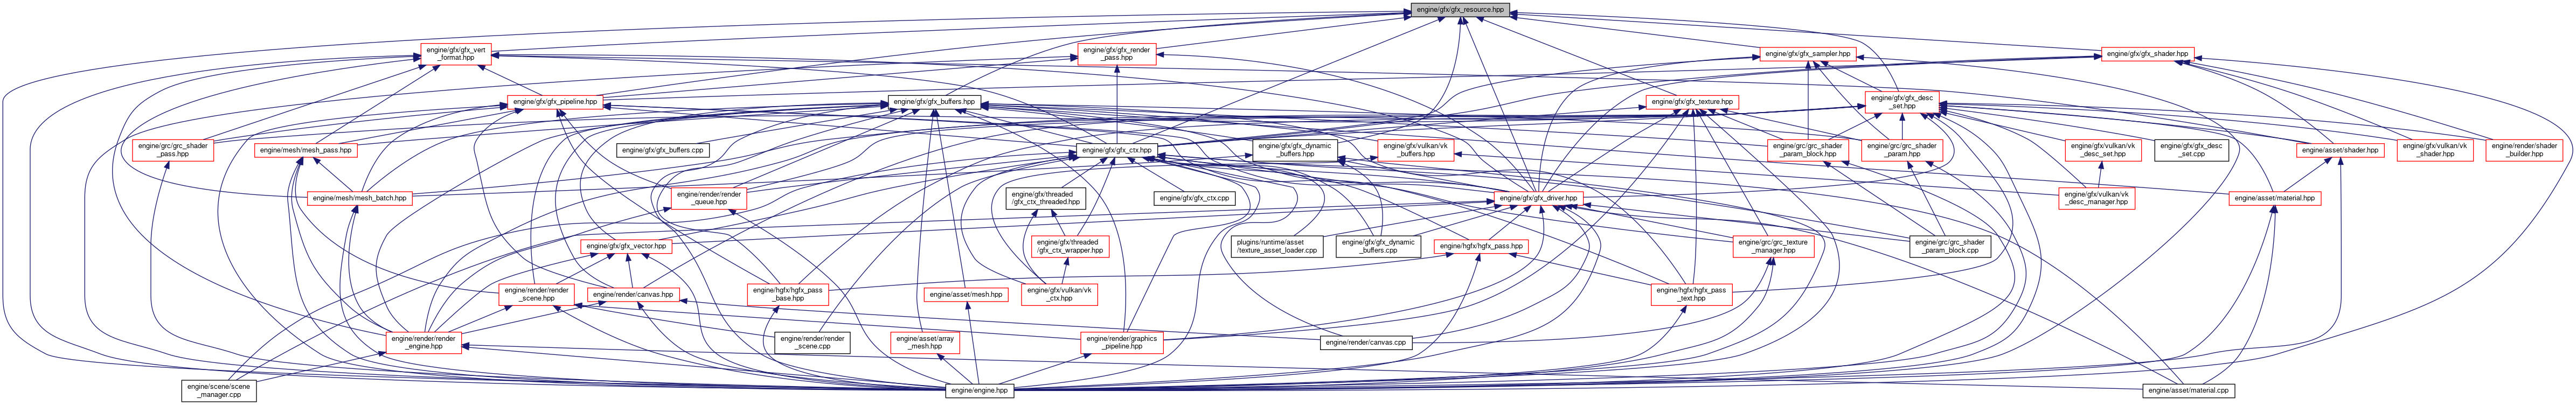 engine/gfx/gfx_resource.hpp
engine/gfx/gfx_vert
_format.hpp
engine/gfx/gfx_render
_pass.hpp
engine/gfx/gfx_sampler.hpp
engine/gfx/gfx_shader.hpp
engine/gfx/gfx_pipeline.hpp
engine/gfx/gfx_buffers.hpp
engine/gfx/gfx_texture.hpp
engine/gfx/gfx_desc
_set.hpp
engine/grc/grc_shader
_pass.hpp
engine/mesh/mesh_pass.hpp
engine/gfx/gfx_buffers.cpp
engine/gfx/gfx_ctx.hpp
engine/gfx/gfx_dynamic
_buffers.hpp
engine/gfx/vulkan/vk
_buffers.hpp
engine/grc/grc_shader
_param_block.hpp
engine/grc/grc_shader
_param.hpp
engine/gfx/vulkan/vk
_desc_set.hpp
engine/gfx/gfx_desc
_set.cpp
engine/asset/shader.hpp
engine/gfx/vulkan/vk
_shader.hpp
engine/render/shader
_builder.hpp
engine/mesh/mesh_batch.hpp
engine/render/render
_queue.hpp
engine/gfx/threaded
/gfx_ctx_threaded.hpp
engine/gfx/gfx_ctx.cpp
engine/gfx/gfx_driver.hpp
engine/gfx/vulkan/vk
_desc_manager.hpp
engine/asset/material.hpp
engine/gfx/gfx_vector.hpp
engine/gfx/threaded
/gfx_ctx_wrapper.hpp
plugins/runtime/asset
/texture_asset_loader.cpp
engine/gfx/gfx_dynamic
_buffers.cpp
engine/hgfx/hgfx_pass.hpp
engine/grc/grc_texture
_manager.hpp
engine/grc/grc_shader
_param_block.cpp
engine/render/render
_scene.hpp
engine/render/canvas.hpp
engine/hgfx/hgfx_pass
_base.hpp
engine/asset/mesh.hpp
engine/gfx/vulkan/vk
_ctx.hpp
engine/hgfx/hgfx_pass
_text.hpp
engine/render/render
_engine.hpp
engine/render/render
_scene.cpp
engine/asset/array
_mesh.hpp
engine/render/graphics
_pipeline.hpp
engine/render/canvas.cpp
engine/scene/scene
_manager.cpp
engine/engine.hpp
engine/asset/material.cpp